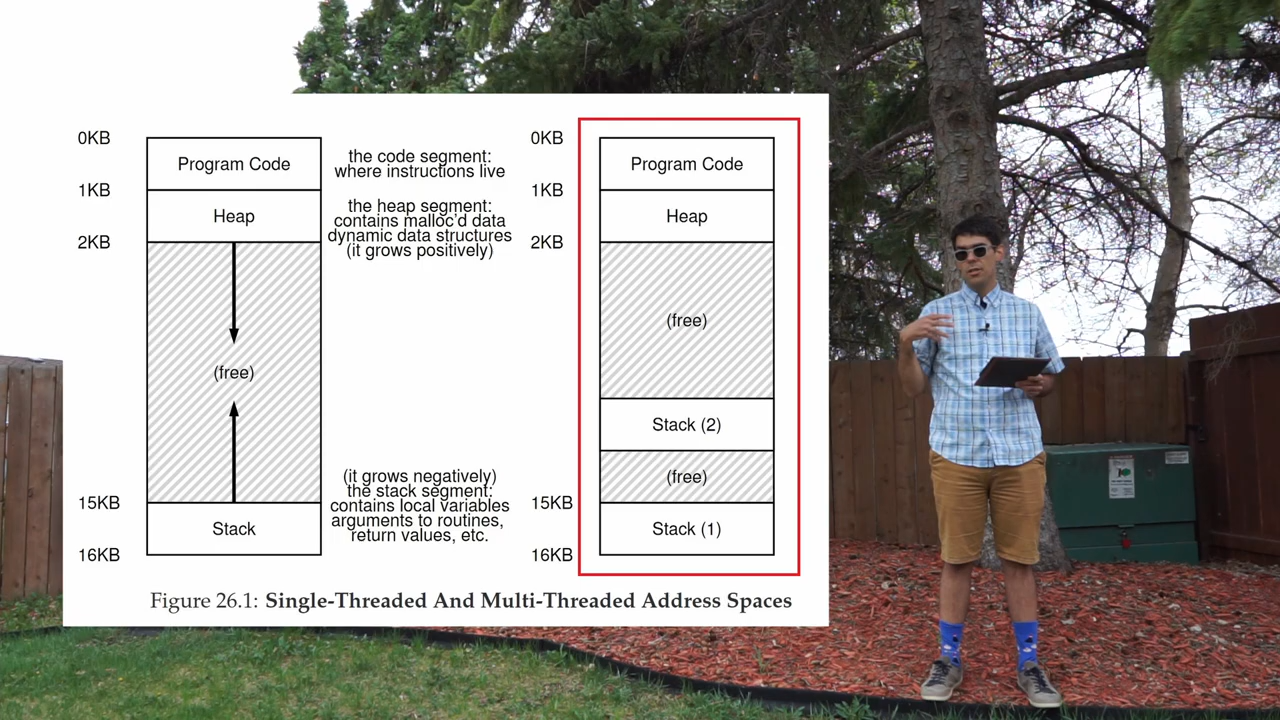 0KB
Program Code
the code segment:
where instructions live
1KB
Heap
the heap segment:
contains malloc'd data
dynamic data structures
(it grows positively)
2KB
(free)
(it grows negatively)
the stack segment:
contains local variables
arguments to routines,
return values, etc.
15KB
Stack
16KB
0KB
Program Code
1KB
Heap
2KB
(free)
Stack (2)
(free)
15KB
Stack (1)
16KB
Figure 26.1: Single-Threaded And Multi-Threaded Address Spaces